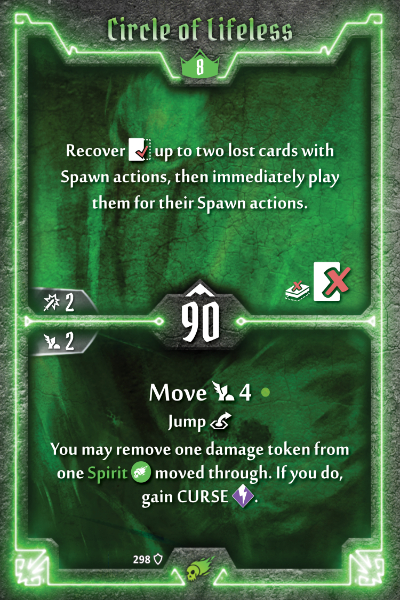 Circle of Lifeless
8
Recover up to two lost cards with
Spawn actions, then immediately play
them for their Spawn actions.
2
90
2
Move 4
Jump
You may remove one damage token from
one Spirit moved through. If you do,
gain CURSE .
298